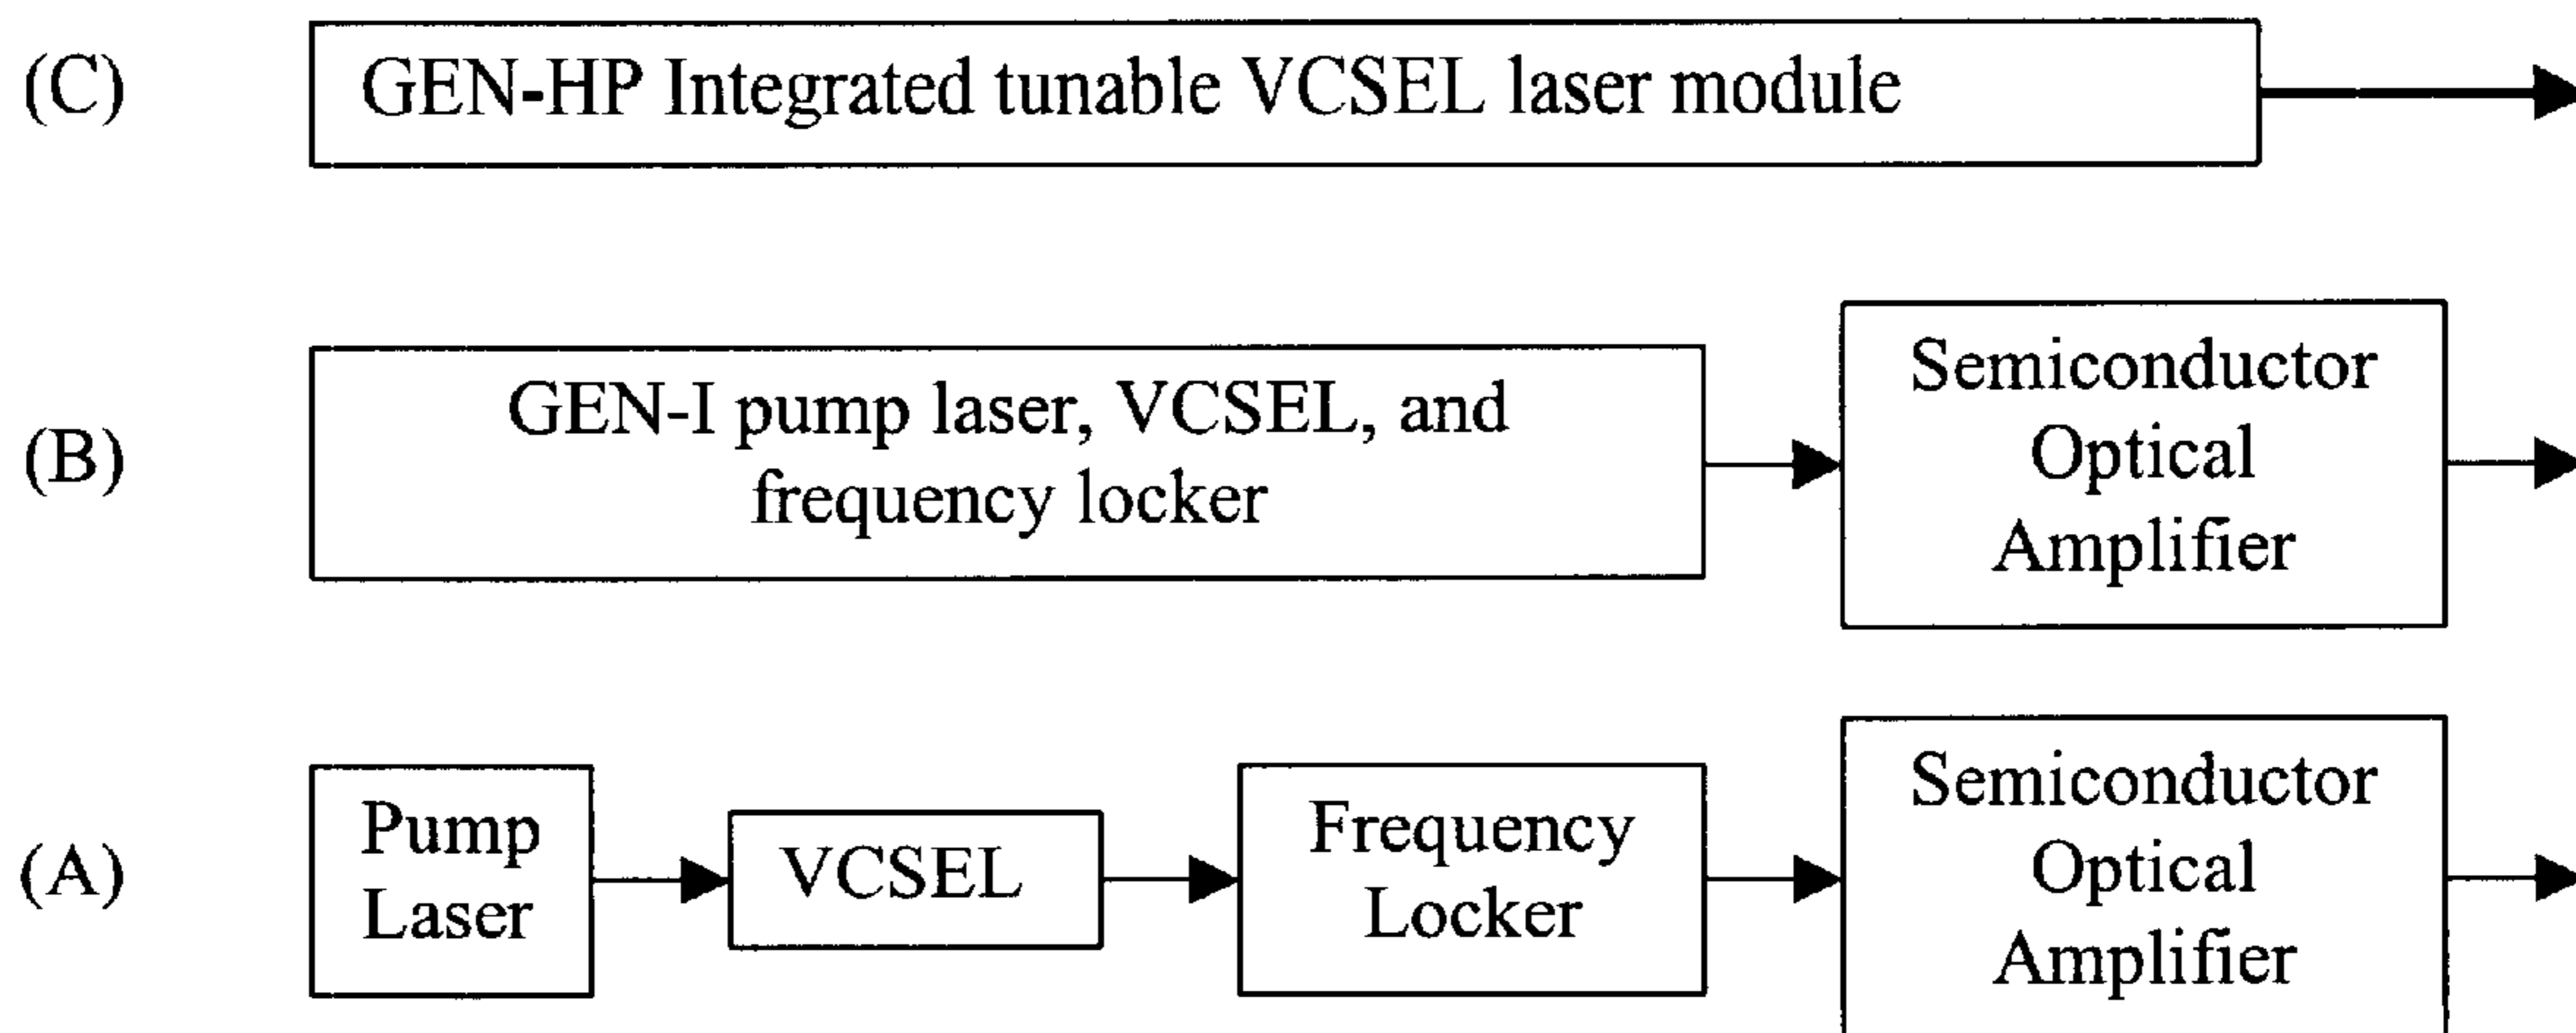 (C)
GEN-HP Integrated tunable VCSEL laser module
(B)
GEN-I pump laser, VCSEL, and
frequency locker
Semiconductor
Optical
Amplifier
(A)
Pump
Laser
VCSEL
Frequency
Locker
Semiconductor
Optical
Amplifier